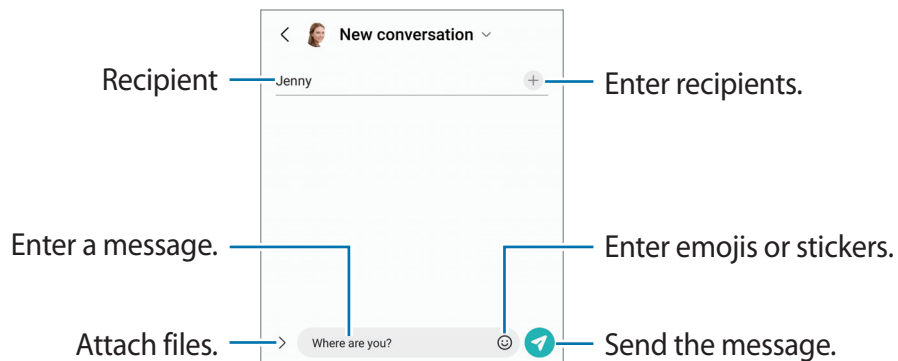 New conversation
Recipient
Jenny
Enter recipients.
Enter a message.
Enter emojis or stickers.
Attach files.
Where are you?
Send the message.